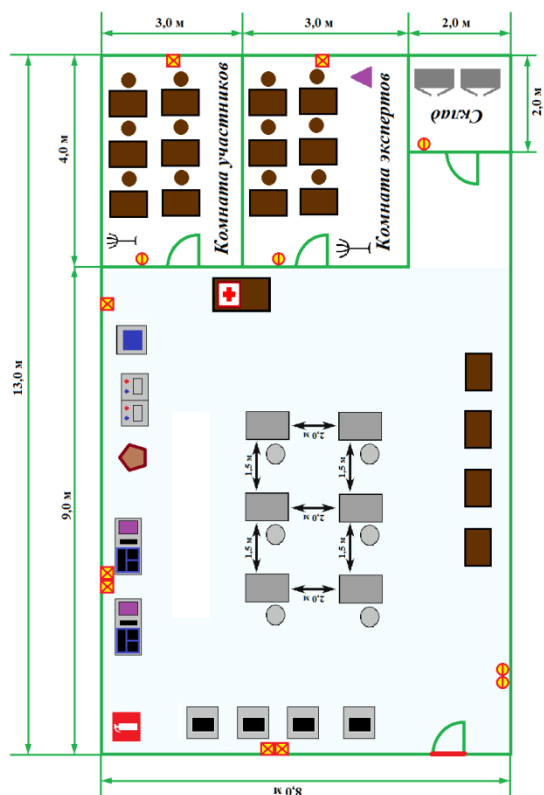 3,0 м
3,0 м
2,0 м
Комната участников
Комната экспертов
Склад
2,0 м
4,0 м
13,0 м
9,0 м
2,0 м
1,5 м
1,5 м
2,0 м
1,5 м
1,5 м
2,0 м
8,0 м